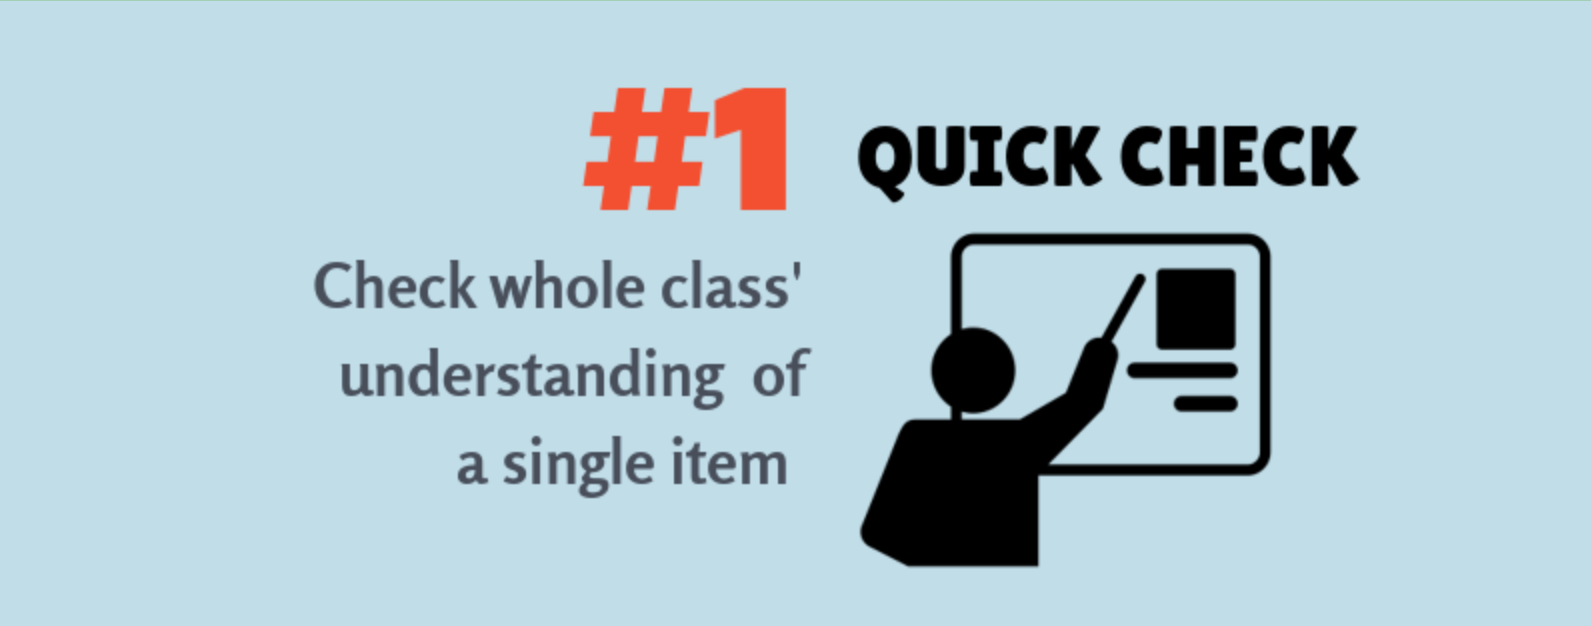 #1
QUICK CHECK
Check whole class'
understanding of
a single item